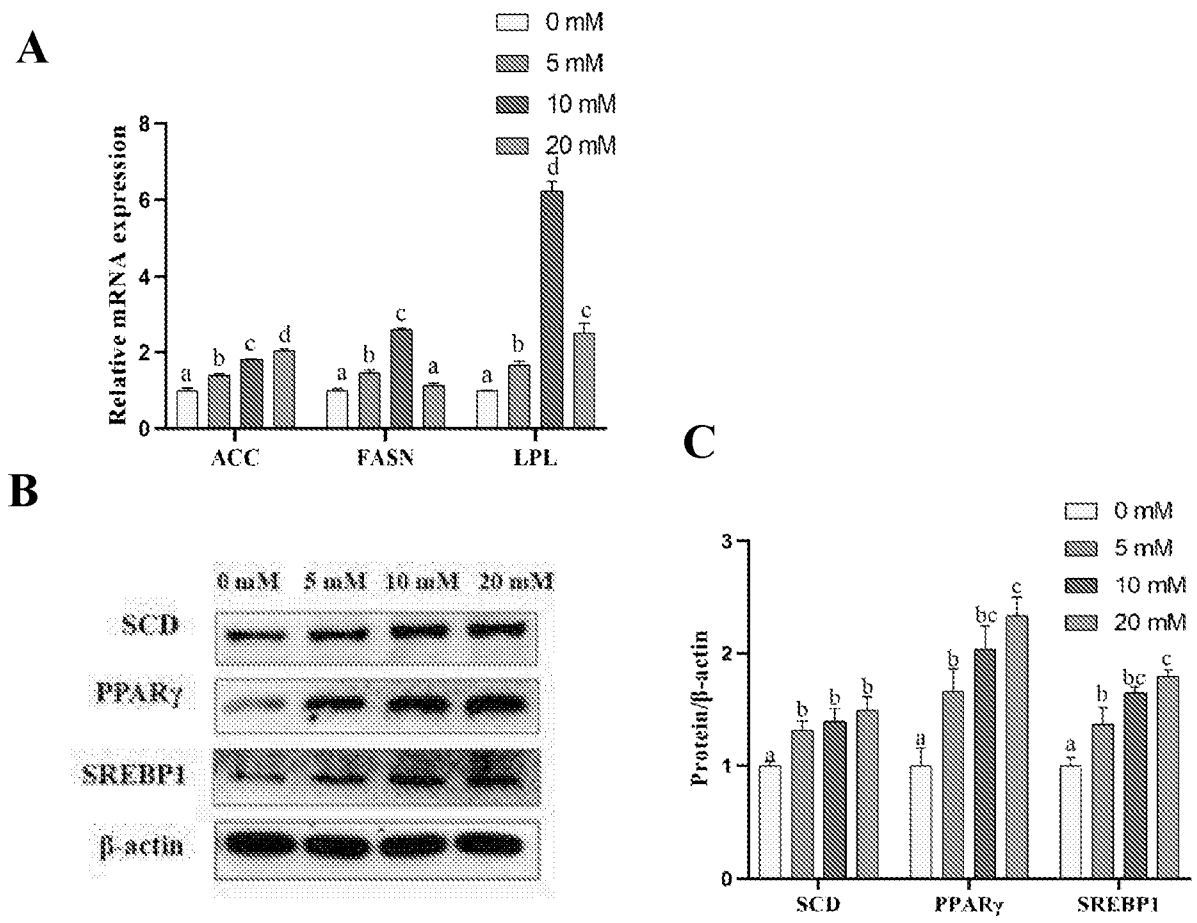 A
0 mM
5 mM
10 mM
20 mM
Relative mRNA expression
8
6
4
2
0
a b c d
a b c a
a b d c
ACC FASN LPL
B
0 mM 5 mM 10 mM 20 mM
SCD
PPARγ
SREBP1
β-actin
C
0 mM
5 mM
10 mM
20 mM
Protein/β-actin
3
2
1
0
a b b b
a b bc c
a b bc c
SCD PPARγ SREBP1